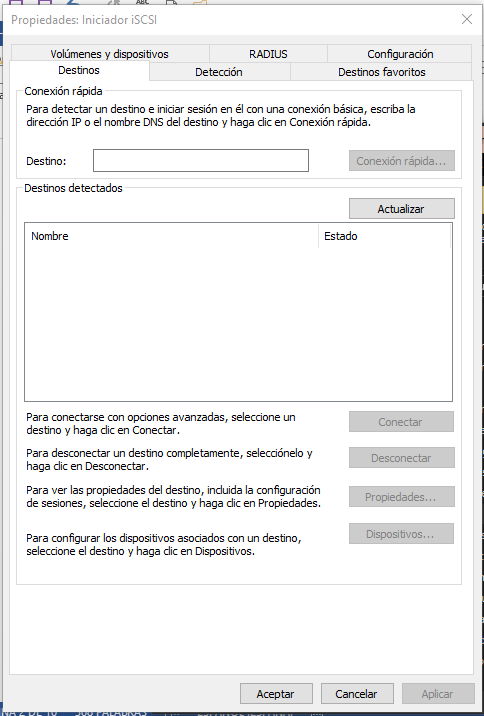 Propiedades: Iniciador iSCSI
Volúmenes y dispositivos
RADIUS
Configuración
Destinos
Detección
Destinos favoritos
Conexión rápida
Para detectar un destino e iniciar sesión en él con una conexión básica, escriba la
dirección IP o el nombre DNS del destino y haga clic en Conexión rápida.
Destino:
Conexión rápida...
Destinos detectados
Actualizar
Nombre
Estado
Para conectarse con opciones avanzadas, seleccione un
destino y haga clic en Conectar.
Conectar
Para desconectar un destino completamente, selecciónelo y
haga clic en Desconectar.
Desconectar
Para ver las propiedades del destino, incluida la configuración
de sesiones, seleccione el destino y haga clic en Propiedades.
Propiedades...
Para configurar los dispositivos asociados con un destino,
seleccione el destino y haga clic en Dispositivos.
Dispositivos...
Aceptar
Cancelar
Aplicar